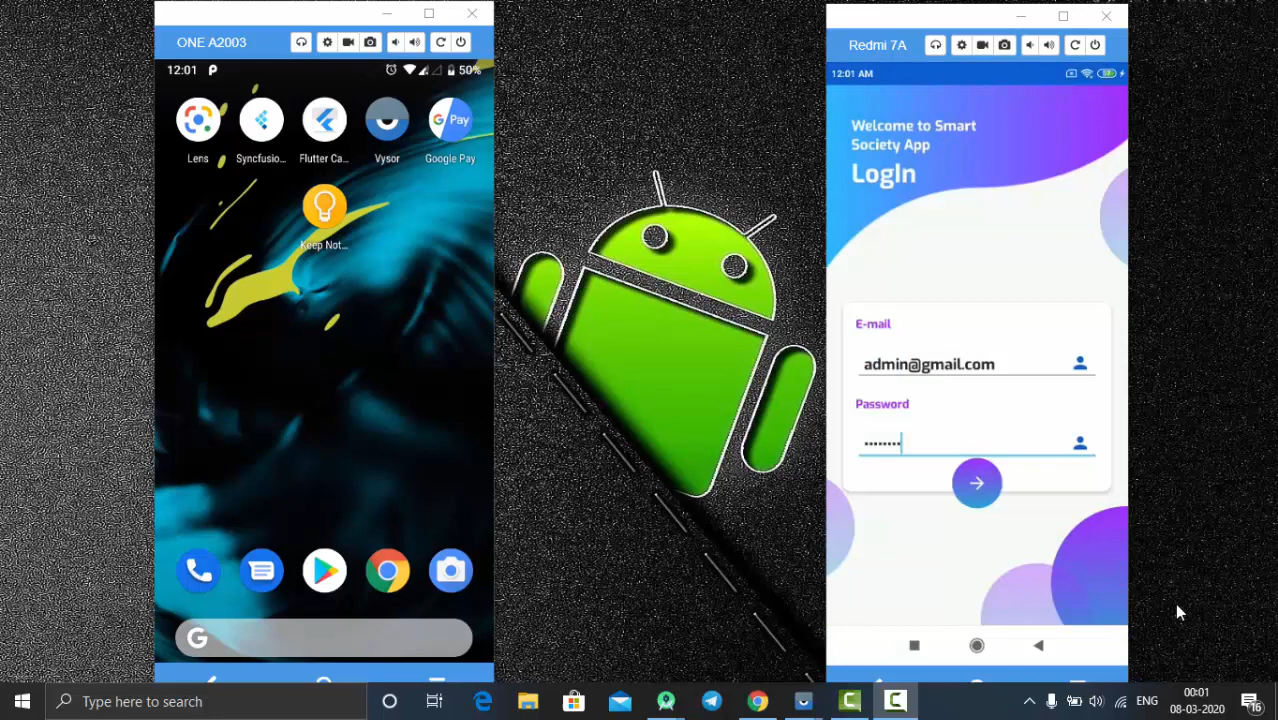 ONE A2003
12:01
50%
Lens
Syncfusio...
Flutter Ca...
Vysor
G Pay
Google Pay
Keep Not...
G
Redmi 7A
12:01 AM
Welcome to Smart
Society App
LogIn
E-mail
admin@gmail.com
Password
••••••••
Type here to search
ENG
00:01
08-03-2020
16